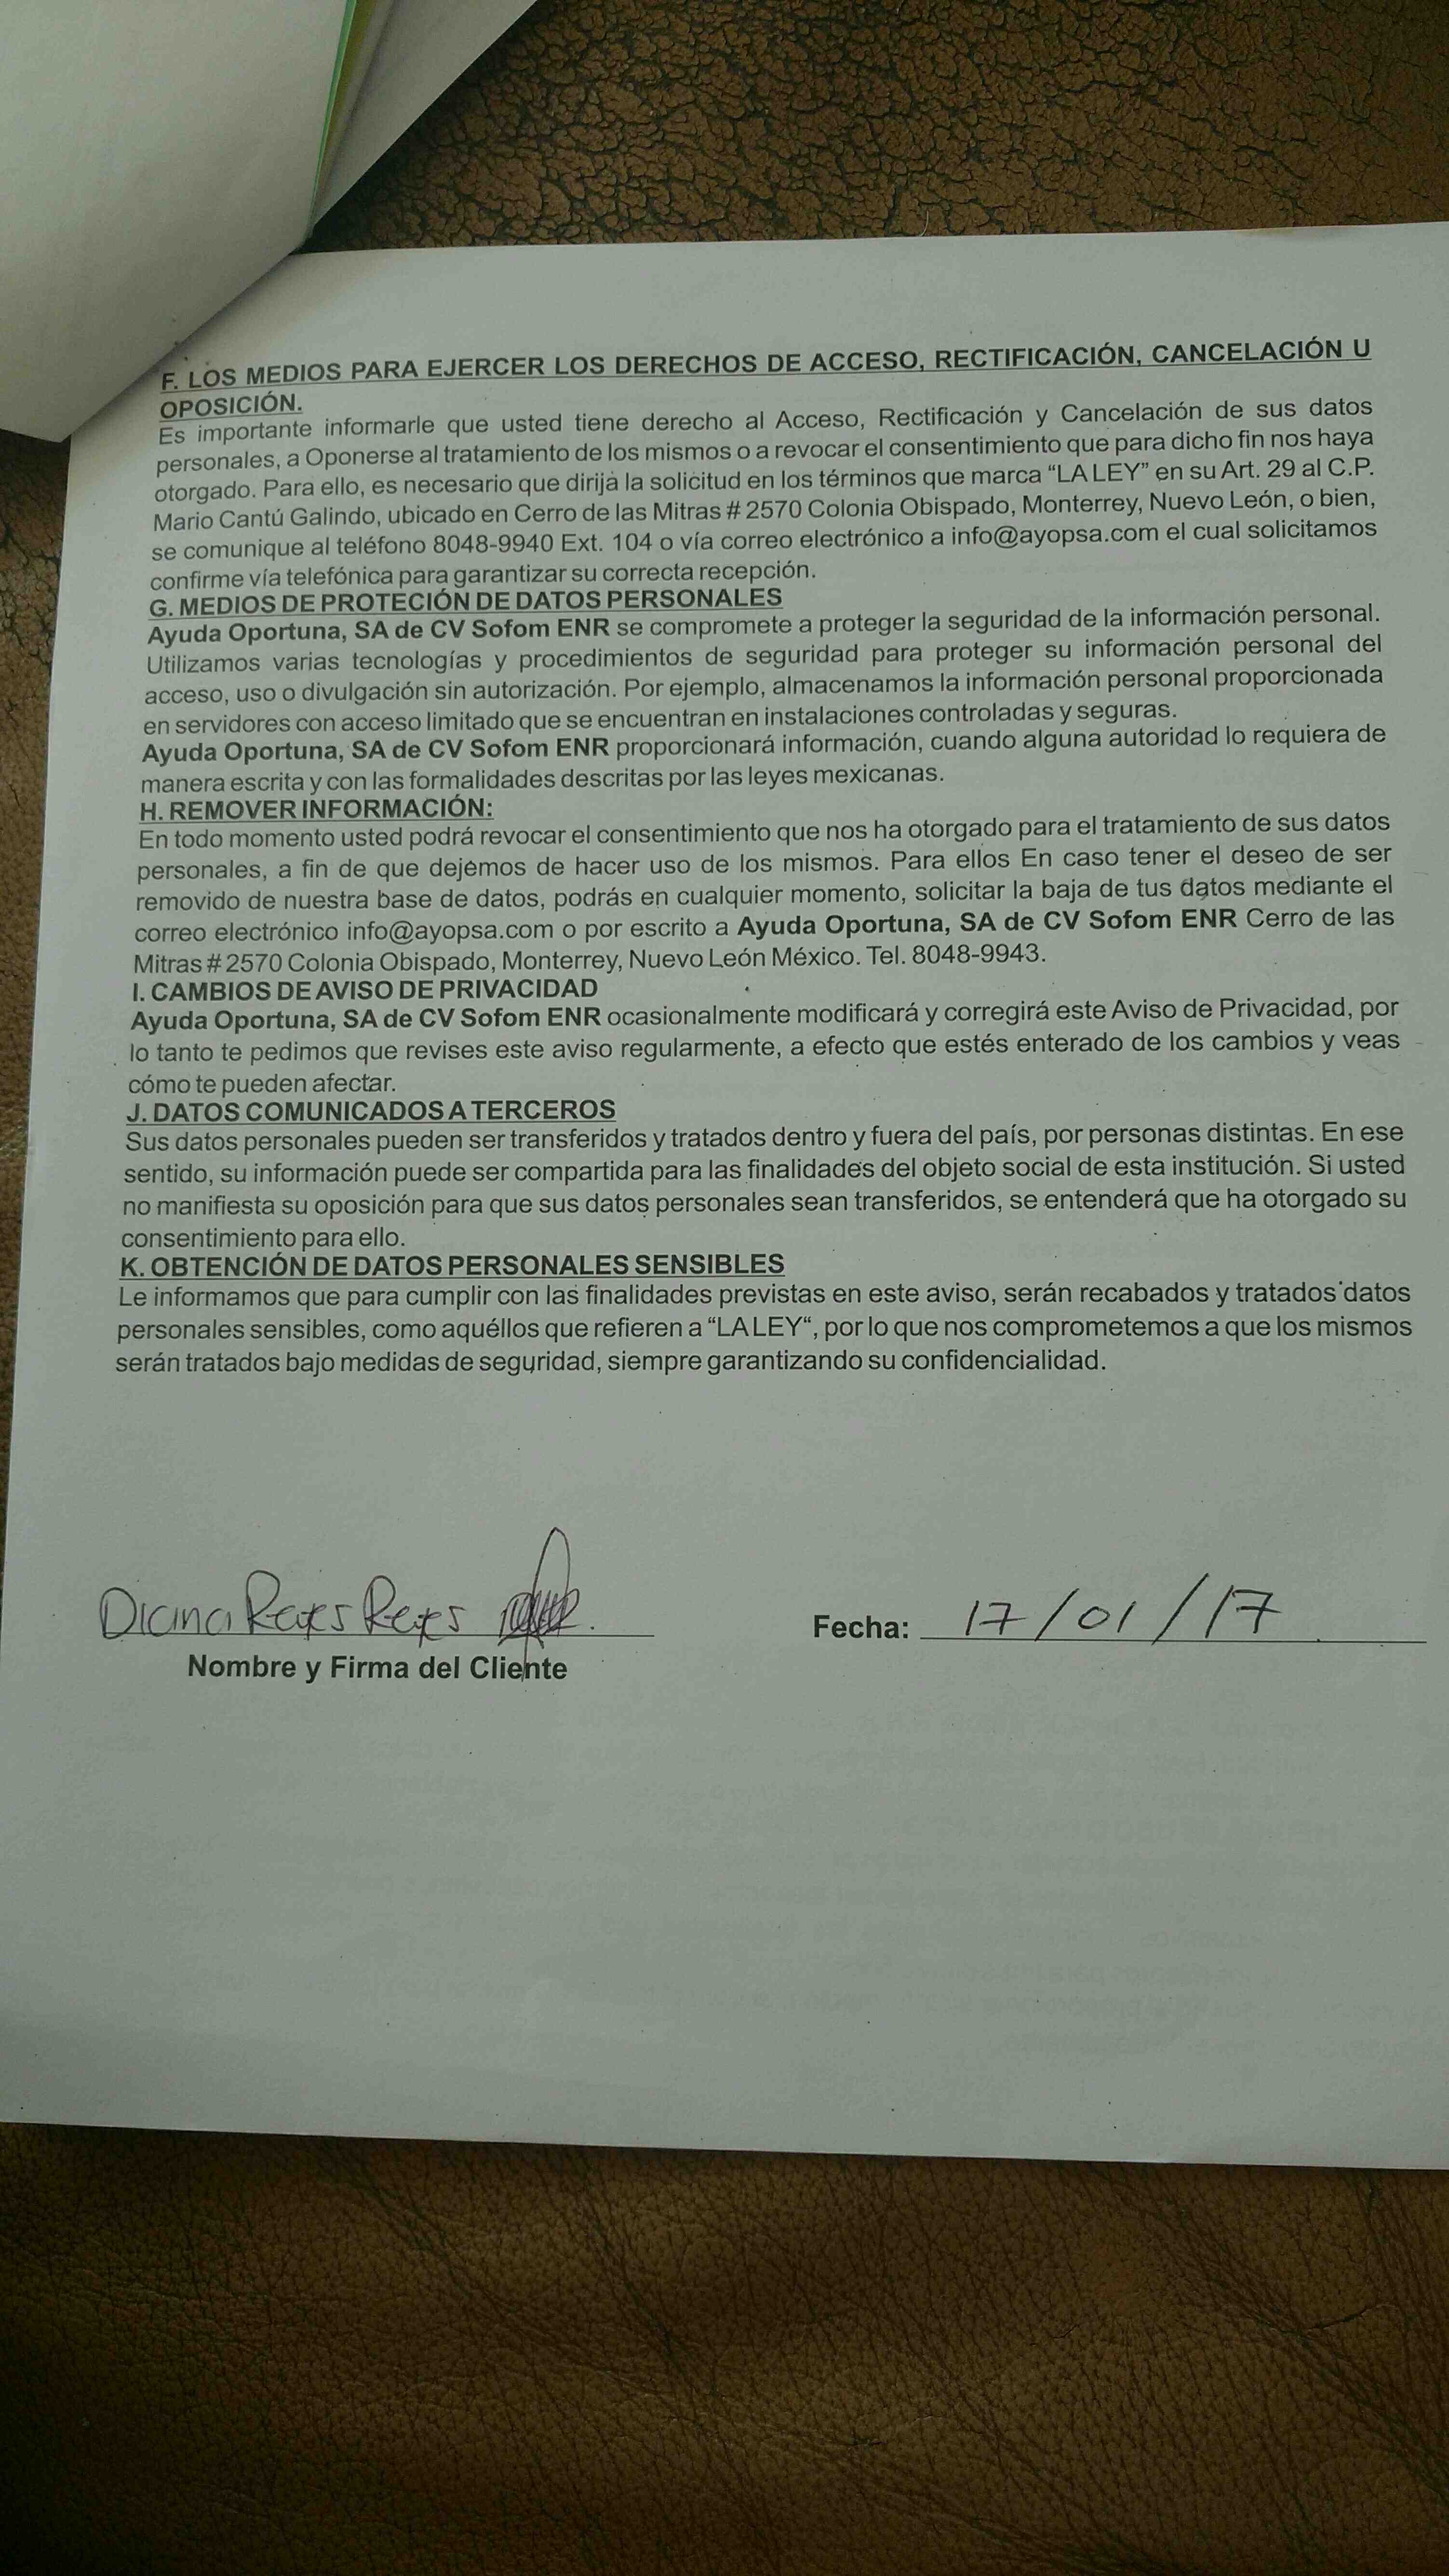 F. LOS MEDIOS PARA EJERCER LOS DERECHOS DE ACCESO, RECTIFICACIÓN, CANCELACIÓN U
OPOSICIÓN.
Es importante informarle que usted tiene derecho al Acceso, Rectificación y Cancelación de sus datos
personales, a Oponerse al tratamiento de los mismos o a revocar el consentimiento que para dicho fin nos haya
otorgado. Para ello, es necesario que dirija la solicitud en los términos que marca “LA LEY” en su Art. 29 al C.P.
Mario Cantú Galindo, ubicado en Cerro de las Mitras # 2570 Colonia Obispado, Monterrey, Nuevo León, o bien,
se comunique al teléfono 8048-9940 Ext. 104 o vía correo electrónico a info@ayopsa.com el cual solicitamos
confirme vía telefónica para garantizar su correcta recepción.
G. MEDIOS DE PROTECIÓN DE DATOS PERSONALES
Ayuda Oportuna, SA de CV Sofom ENR se compromete a proteger la seguridad de la información personal.
Utilizamos varias tecnologías y procedimientos de seguridad para proteger su información personal del
acceso, uso o divulgación sin autorización. Por ejemplo, almacenamos la información personal proporcionada
en servidores con acceso limitado que se encuentran en instalaciones controladas y seguras.
Ayuda Oportuna, SA de CV Sofom ENR proporcionará información, cuando alguna autoridad lo requiera de
manera escrita y con las formalidades descritas por las leyes mexicanas.
H. REMOVER INFORMACIÓN:
En todo momento usted podrá revocar el consentimiento que nos ha otorgado para el tratamiento de sus datos
personales, a fin de que dejemos de hacer uso de los mismos. Para ellos En caso tener el deseo de ser
removido de nuestra base de datos, podrás en cualquier momento, solicitar la baja de tus datos mediante el
correo electrónico info@ayopsa.com o por escrito a Ayuda Oportuna, SA de CV Sofom ENR Cerro de las
Mitras # 2570 Colonia Obispado, Monterrey, Nuevo León México. Tel. 8048-9943.
I. CAMBIOS DE AVISO DE PRIVACIDAD
Ayuda Oportuna, SA de CV Sofom ENR ocasionalmente modificará y corregirá este Aviso de Privacidad, por
lo tanto te pedimos que revises este aviso regularmente, a efecto que estés enterado de los cambios y veas
cómo te pueden afectar.
J. DATOS COMUNICADOS A TERCEROS
Sus datos personales pueden ser transferidos y tratados dentro y fuera del país, por personas distintas. En ese
sentido, su información puede ser compartida para las finalidades del objeto social de esta institución. Si usted
no manifiesta su oposición para que sus datos personales sean transferidos, se entenderá que ha otorgado su
consentimiento para ello.
K. OBTENCIÓN DE DATOS PERSONALES SENSIBLES
Le informamos que para cumplir con las finalidades previstas en este aviso, serán recabados y tratados datos
personales sensibles, como aquéllos que refieren a “LA LEY“, por lo que nos comprometemos a que los mismos
serán tratados bajo medidas de seguridad, siempre garantizando su confidencialidad.
Diana Reyes Reyes
Nombre y Firma del Cliente
Fecha: 17/01/17